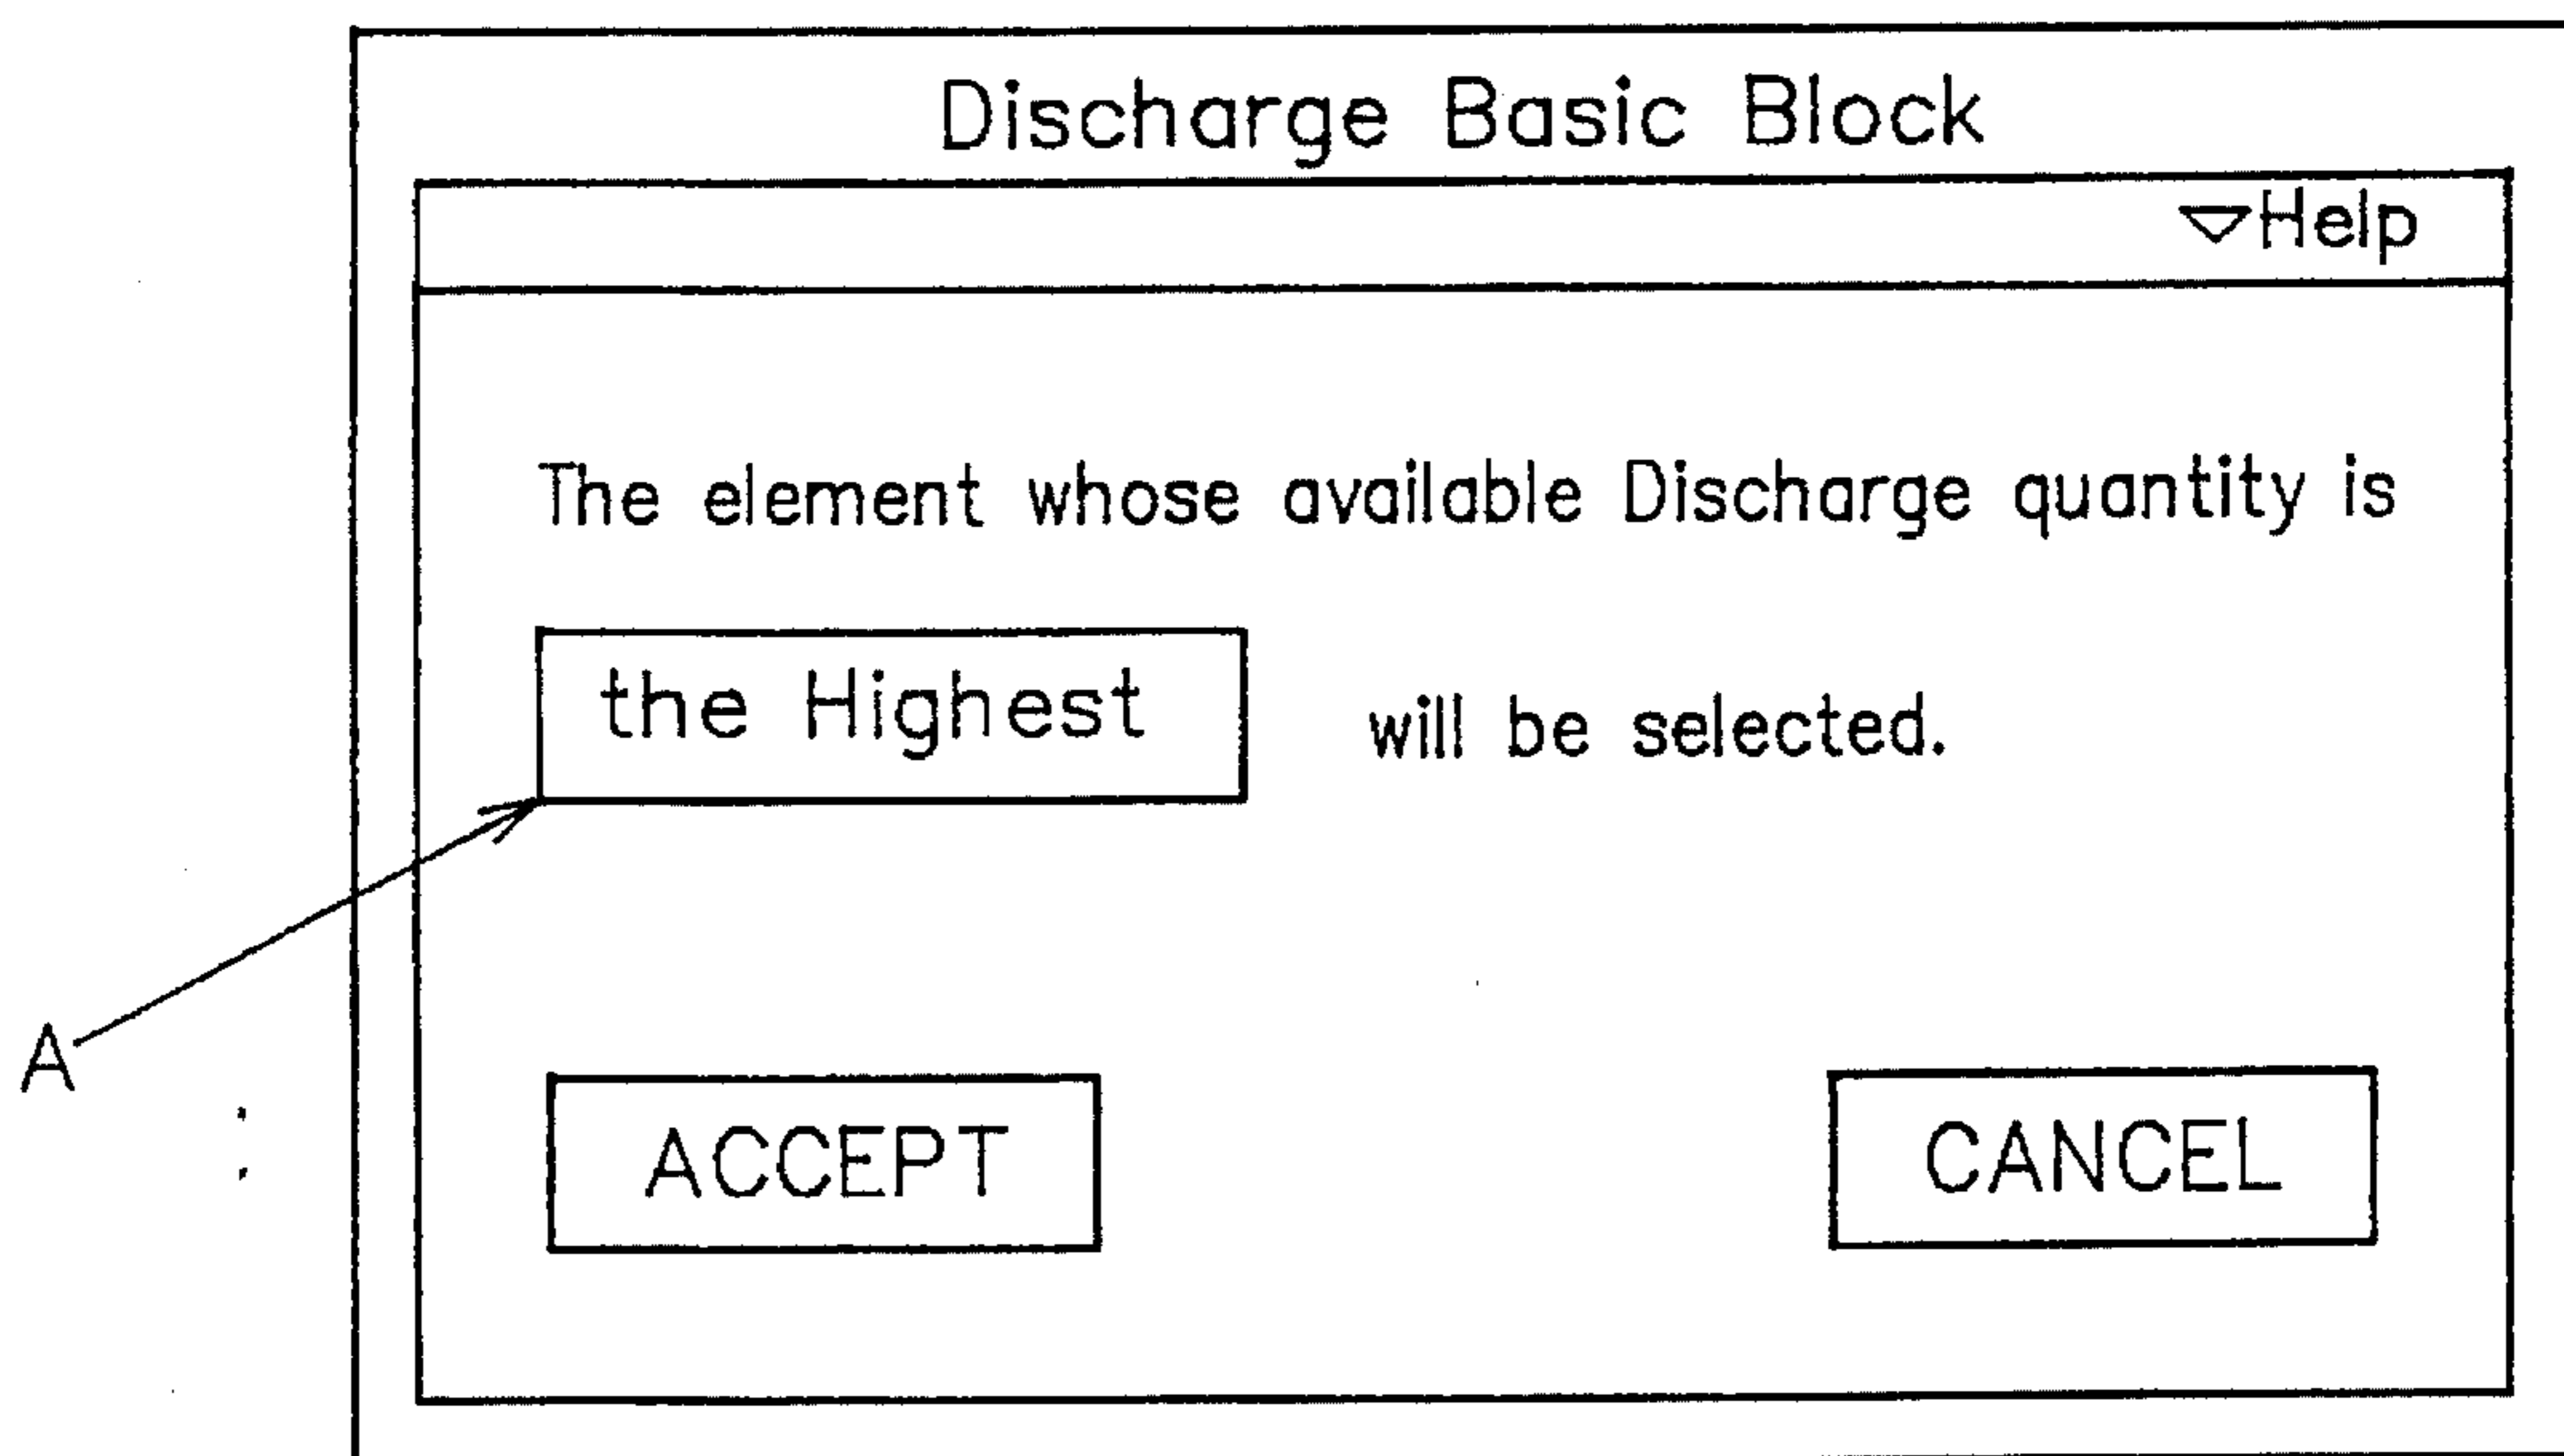 Discharge Basic Block
▽Help
The element whose available Discharge quantity is
the Highest will be selected.
A
ACCEPT CANCEL